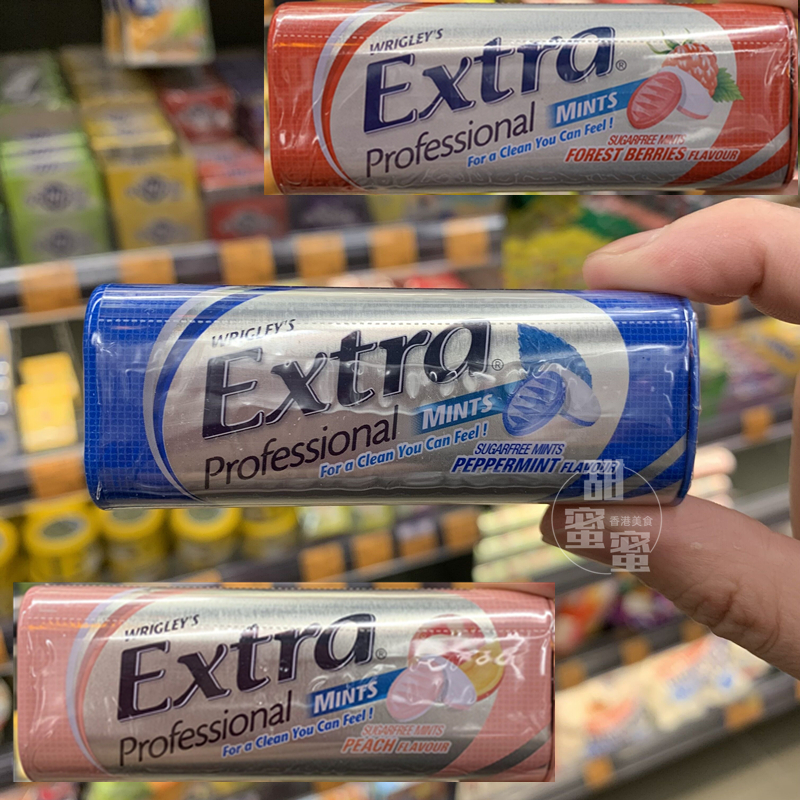 WRIGLEY'S
Extra®
Professional MINTS
For a Clean You Can Feel !
SUGARFREE MINTS
FOREST BERRIES FLAVOUR
WRIGLEY'S
Extra®
Professional MINTS
For a Clean You Can Feel !
SUGARFREE MINTS
PEPPERMINT FLAVOUR
甜蜜蜜
香港美食
WRIGLEY'S
Extra®
Professional MINTS
For a Clean You Can Feel !
SUGARFREE MINTS
PEACH FLAVOUR